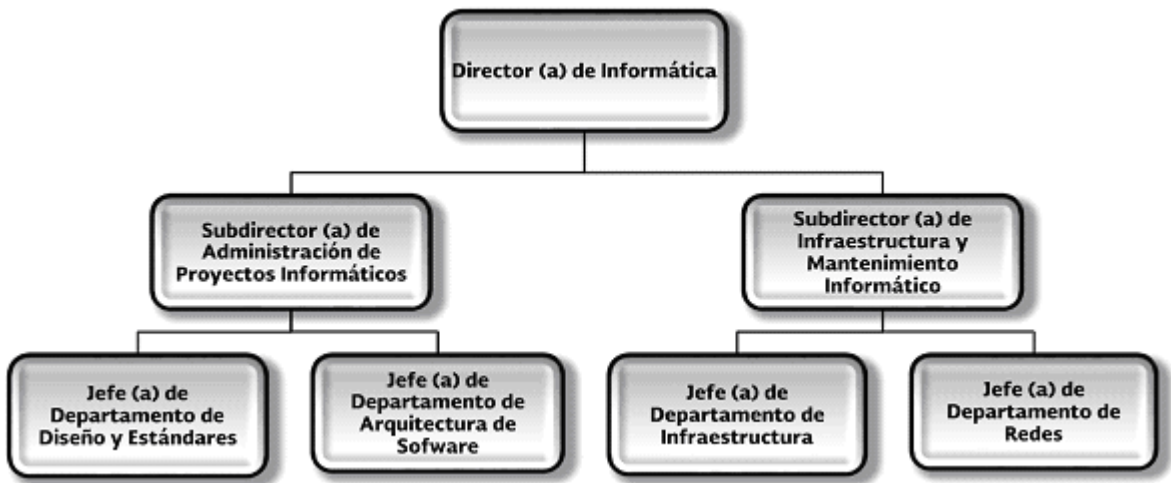 Director (a) de Informática
Subdirector (a) de
Administración de
Proyectos Informáticos
Subdirector (a) de
Infraestructura y
Mantenimiento
Informático
Jefe (a) de
Departamento de
Diseño y Estándares
Jefe (a) de
Departamento de
Arquitectura de
Sofware
Jefe (a) de
Departamento de
Infraestructura
Jefe (a) de
Departamento de
Redes